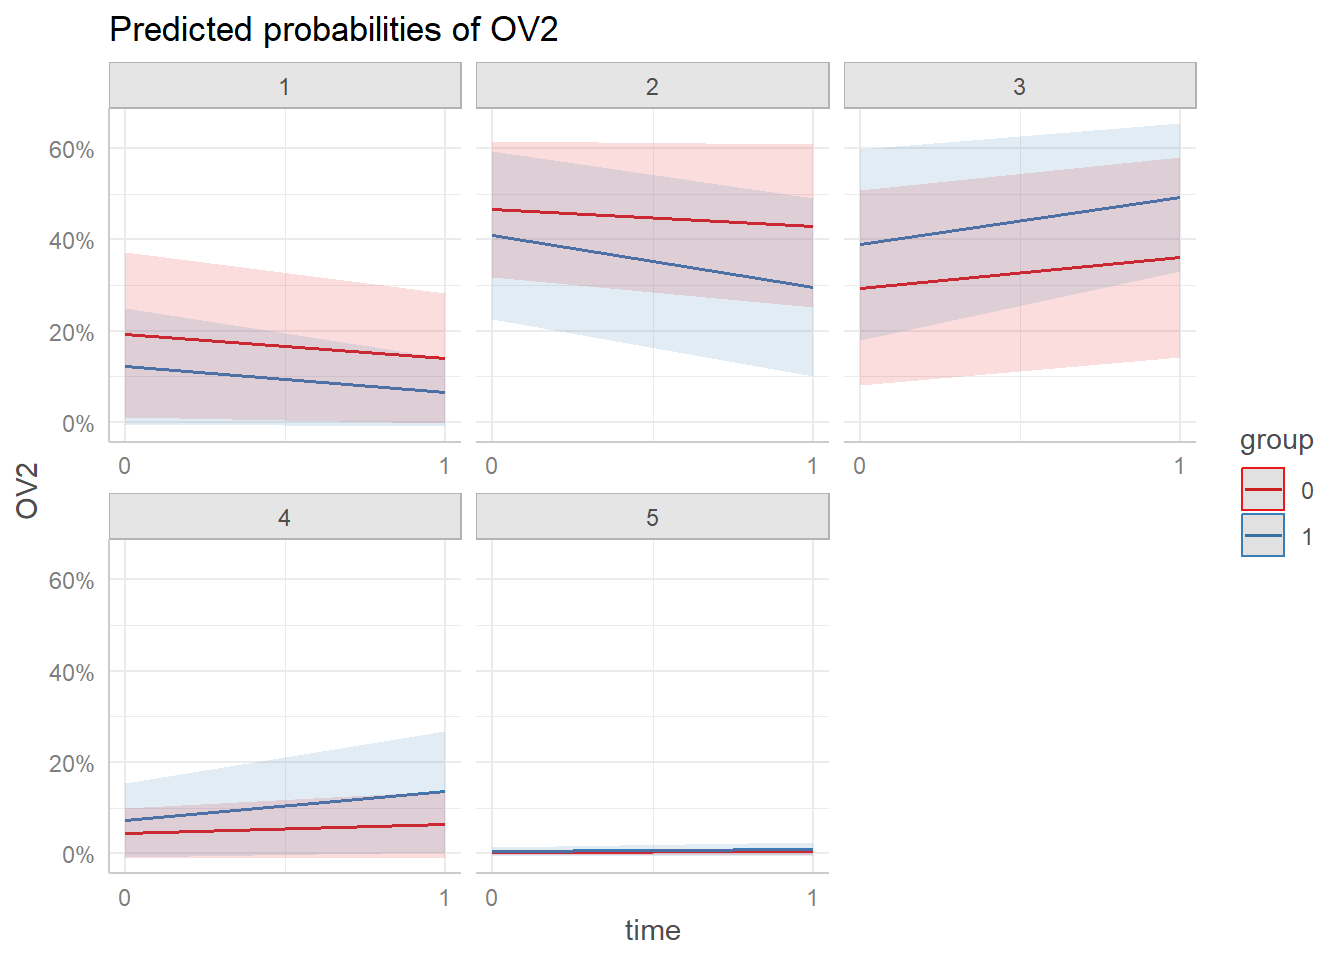 Predicted probabilities of OV2
1 2 3
60%
40%
20%
0%
0 1 0 1 0 1
4 5
60%
40%
20%
0%
0 1 0 1
time
OV2
group
0
1